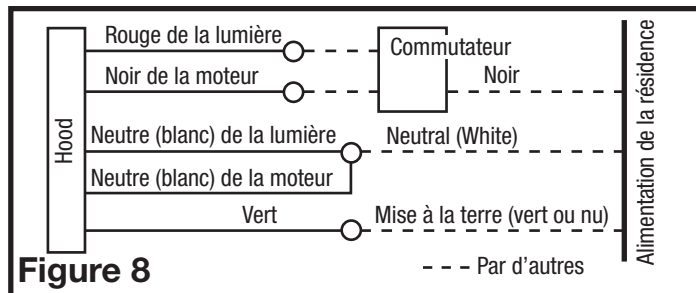 Rouge de la lumière
Commutateur
Noir de la moteur
Noir
Hood
Neutre (blanc) de la lumière
Neutral (White)
Neutre (blanc) de la moteur
Vert
Mise à la terre (vert ou nu)
Alimentation de la résidence
Figure 8
Par d'autres